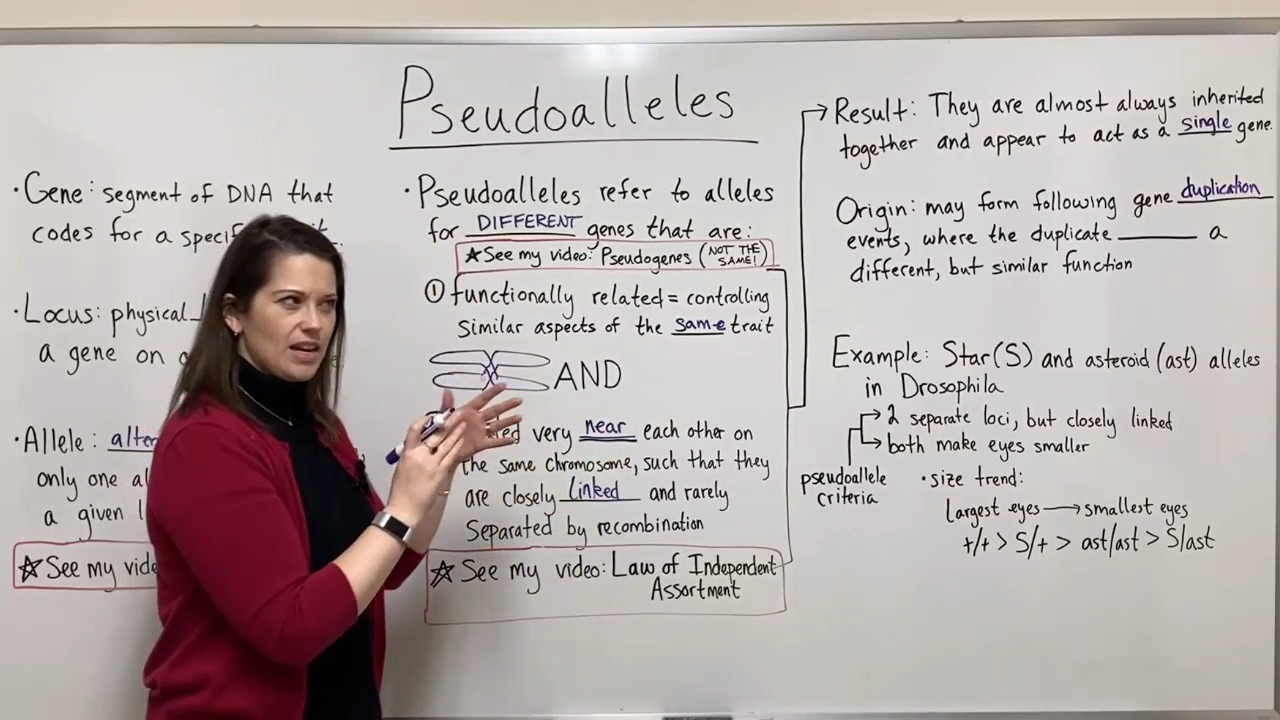 Pseudoalleles
• Gene: segment of DNA that
codes for a specif
• Locus: physical
a gene on
• Allele: alter
only one al
a given l
☆ See my vide
• Pseudoalleles refer to alleles
for DIFFERENT genes that are:
☆ See my video: Pseudogenes (NOT THE SAME!)
① functionally related = controlling
similar aspects of the same trait
AND
very near each other on
the same chromosome, such that they
are closely linked and rarely
Separated by recombination
☆ See my video: Law of Independent
Assortment
Result: They are almost always inherited
together and appear to act as a single gene.
Origin: may form following gene duplication
events, where the duplicate ______ a
different, but similar function
Example: Star(S) and asteroid (ast) alleles
in Drosophila
→ 2 separate loci, but closely linked
→ both make eyes smaller
pseudoallele
criteria
• size trend:
Largest eyes → smallest eyes
+/+ > S/+ > ast/ast > S/ast